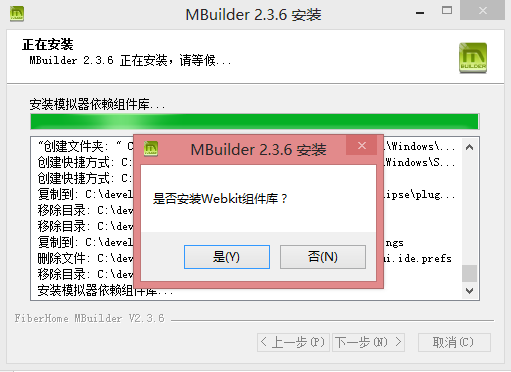 MBuilder 2.3.6 安装
正在安装
MBuilder 2.3.6 正在安装，请等候...
BUILDER
安装模拟器依赖组件库...
"创建文件夹: " C
\Windows\...
创建快捷方式: C:
Windows\S...
创建快捷方式: C:
复制到: C:\devel
lipse\plug...
移除目录: C:\dev
移除目录: C:\dev
复制到: C:\devel
ngs
删除文件: C:\dev
ui.ide.prefs
移除目录: C:\dev
安装模拟器依赖组件库...
MBuilder 2.3.6 安装
是否安装Webkit组件库？
是(Y)
否(N)
FiberHome MBuilder V2.3.6
< 上一步(P)
下一步(N) >
取消(C)